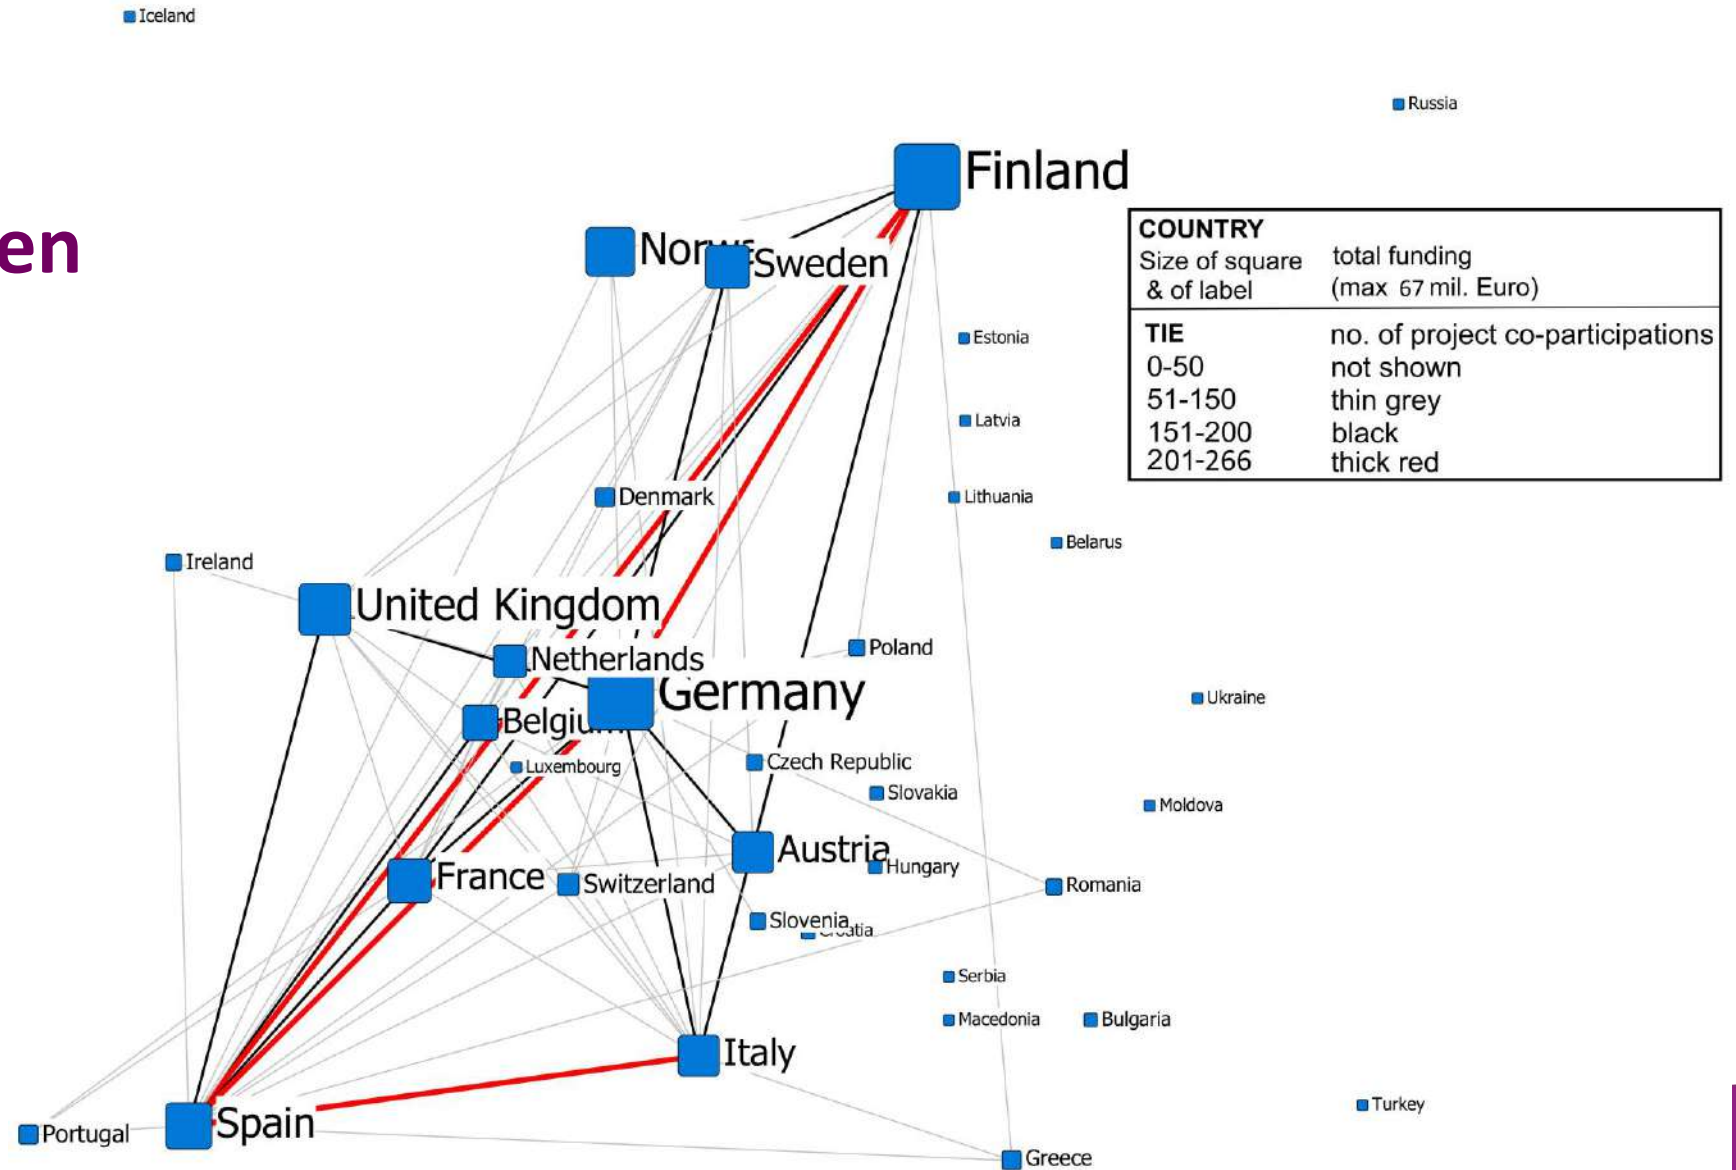 Iceland
Russia
Finland
en
Sweden
COUNTRY
Size of square total funding
& of label (max 67 mil. Euro)
TIE no. of project co-participations
0-50 not shown
51-150 thin grey
151-200 black
201-266 thick red
Estonia
Latvia
Denmark
Lithuania
Belarus
Ireland
United Kingdom
Poland
Netherlands
Germany
Ukraine
Belgium
Czech Republic
Luxembourg
Slovakia
Moldova
Austria
Hungary
France
Switzerland
Romania
Slovenia
Serbia
Macedonia
Bulgaria
Italy
Turkey
Spain
Portugal
Greece